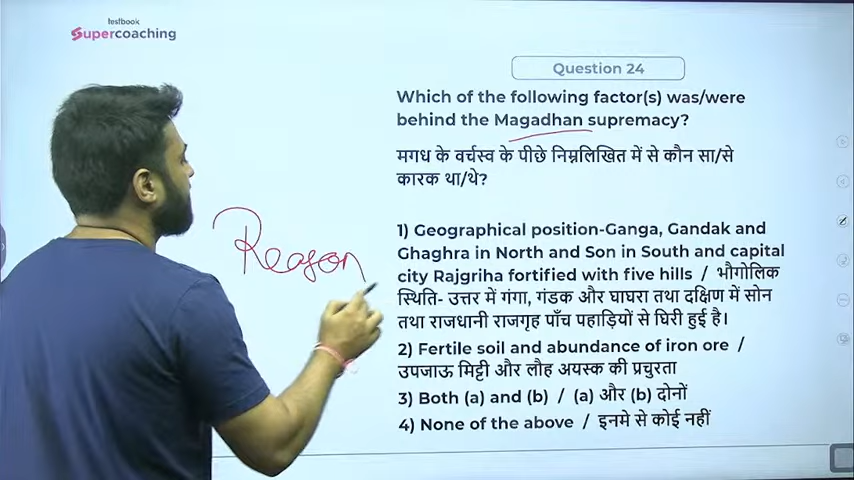 testbook
Supercoaching
Question 24
Which of the following factor(s) was/were
behind the Magadhan supremacy?
मगध के वर्चस्व के पीछे निम्नलिखित में से कौन सा/से
कारक था/थे?
Reason
1) Geographical position-Ganga, Gandak and
Ghaghra in North and Son in South and capital
city Rajgriha fortified with five hills / भौगोलिक
स्थिति- उत्तर में गंगा, गंडक और घाघरा तथा दक्षिण में सोन
तथा राजधानी राजगृह पाँच पहाड़ियों से घिरी हुई है।
2) Fertile soil and abundance of iron ore /
उपजाऊ मिट्टी और लौह अयस्क की प्रचुरता
3) Both (a) and (b) / (a) और (b) दोनों
4) None of the above / इनमे से कोई नहीं